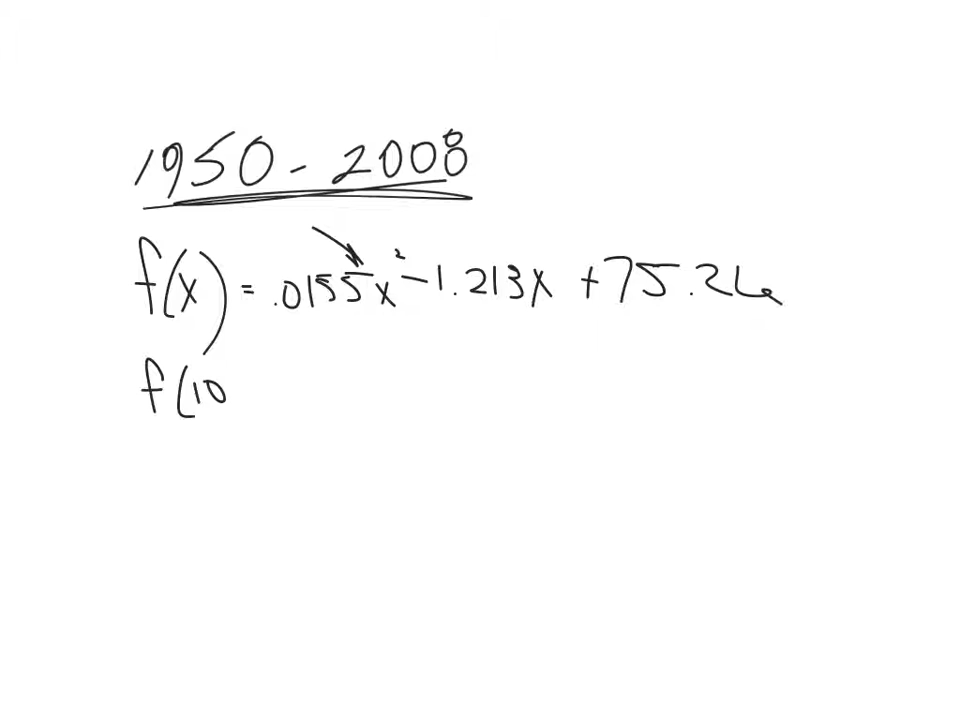 1950 - 2008
f(x) = .0155x² - 1.213x + 75.26
f(10